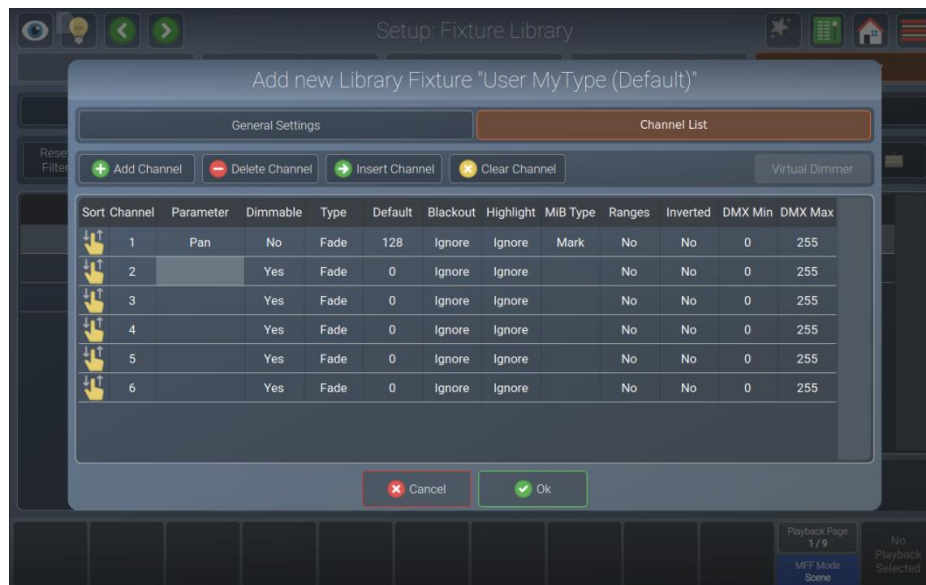 Setup: Fixture Library
Add new Library Fixture "User MyType (Default)"
General Settings
Channel List
Rese
Filter
Add Channel
Delete Channel
Insert Channel
Clear Channel
Virtual Dimmer
Sort Channel Parameter Dimmable Type Default Blackout Highlight MiB Type Ranges Inverted DMX Min DMX Max
1 Pan No Fade 128 Ignore Ignore Mark No No 0 255
2 Yes Fade 0 Ignore Ignore No No 0 255
3 Yes Fade 0 Ignore Ignore No No 0 255
4 Yes Fade 0 Ignore Ignore No No 0 255
5 Yes Fade 0 Ignore Ignore No No 0 255
6 Yes Fade 0 Ignore Ignore No No 0 255
Cancel
Ok
Playback Page
1 / 9
MFF Mode
Scene
No
Playback
Selected